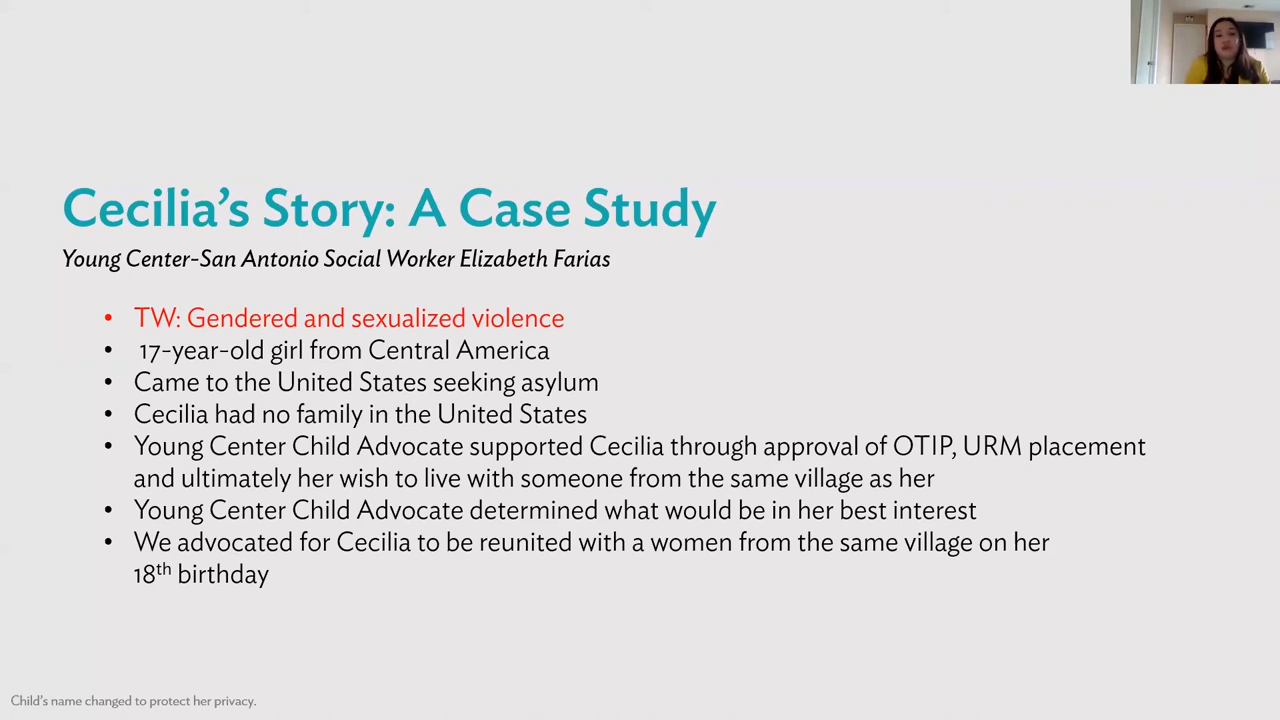 Cecilia's Story: A Case Study
Young Center-San Antonio Social Worker Elizabeth Farias
• TW: Gendered and sexualized violence
• 17-year-old girl from Central America
• Came to the United States seeking asylum
• Cecilia had no family in the United States
• Young Center Child Advocate supported Cecilia through approval of OTIP, URM placement
and ultimately her wish to live with someone from the same village as her
• Young Center Child Advocate determined what would be in her best interest
• We advocated for Cecilia to be reunited with a women from the same village on her
18th birthday
Child's name changed to protect her privacy.